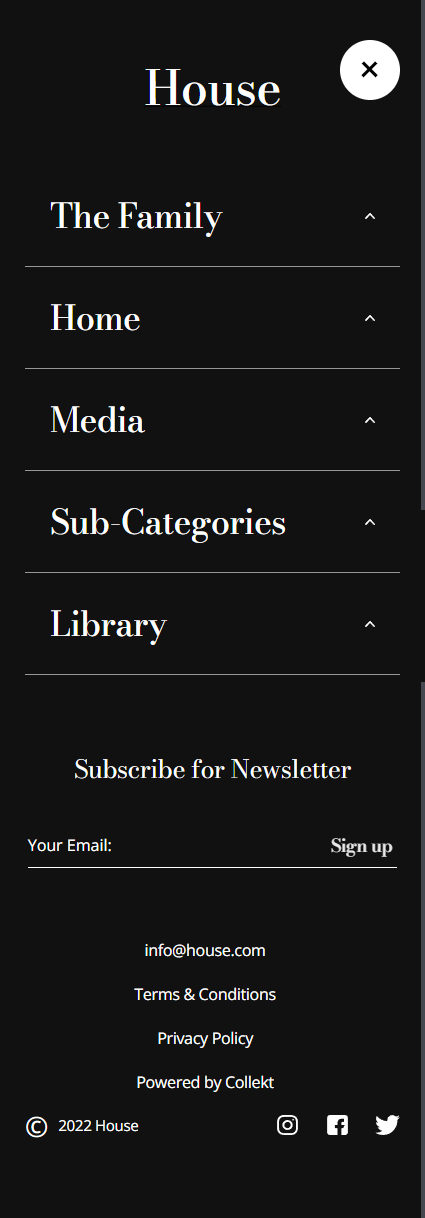 House
The Family
Home
Media
Sub-Categories
Library
Subscribe for Newsletter
Your Email: Sign up
info@house.com
Terms & Conditions
Privacy Policy
Powered by Collekt
© 2022 House